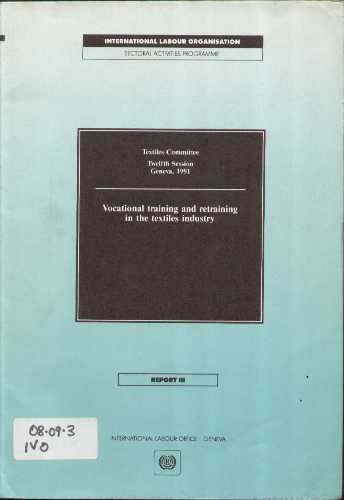 INTERNATIONAL LABOUR ORGANISATION
SECTORAL ACTIVITIES PROGRAMME
Textiles Committee
Twelfth Session
Geneva, 1991
Vocational training and retraining
in the textiles industry
REPORT III
08-09-3
IVO
INTERNATIONAL LABOUR OFFICE GENEVA